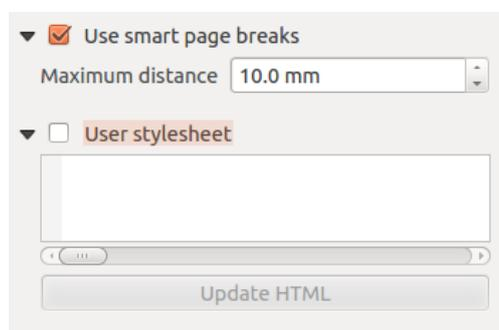 Use smart page breaks
Maximum distance 10.0 mm
User stylesheet
Update HTML